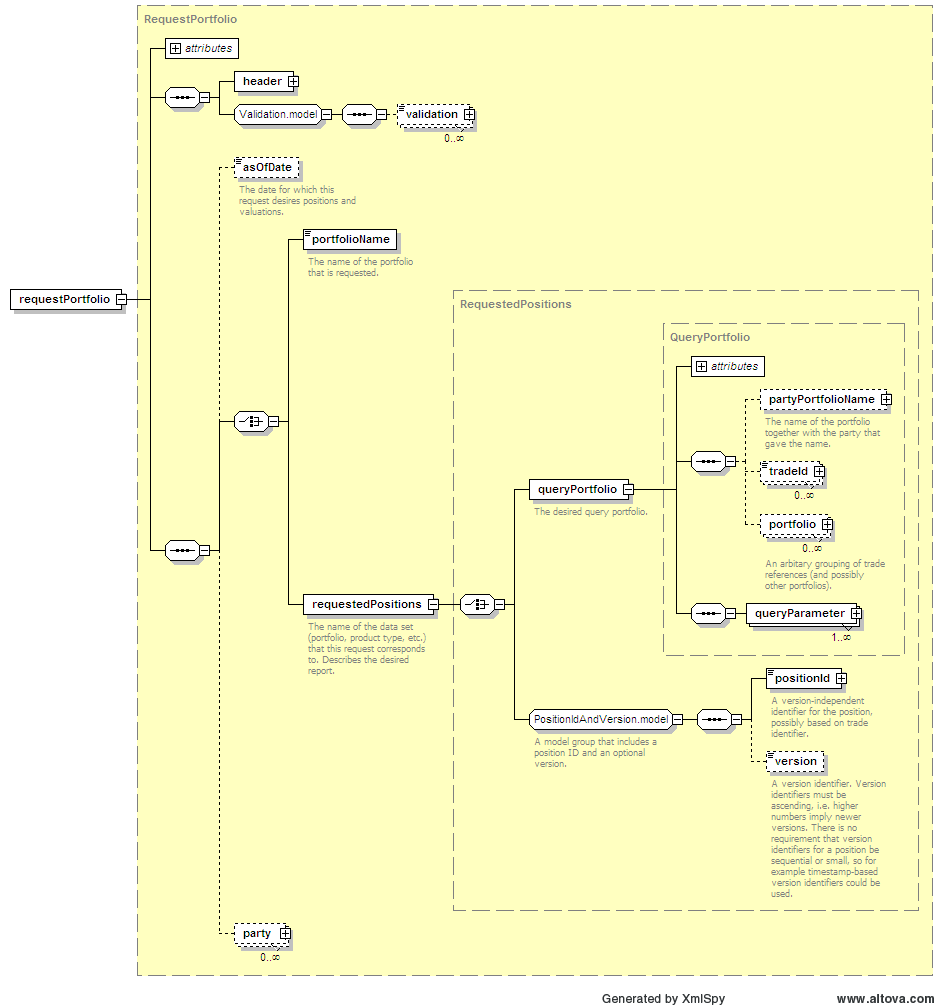 RequestPortfolio
attributes
header
Validation.model
validation
0..∞
asOfDate
The date for which this
request desires positions and
valuations.
portfolioName
The name of the portfolio
that is requested.
requestPortfolio
RequestedPositions
QueryPortfolio
attributes
partyPortfolioName
The name of the portfolio
together with the party that
gave the name.
tradeId
0..∞
queryPortfolio
The desired query portfolio.
portfolio
0..∞
An arbitary grouping of trade
references (and possibly
other portfolios).
queryParameter
1..∞
requestedPositions
The name of the data set
(portfolio, product type, etc.)
that this request corresponds
to. Describes the desired
report.
PositionIdAndVersion.model
A model group that includes a
position ID and an optional
version.
positionId
A version-independent
identifier for the position,
possibly based on trade
identifier.
version
A version identifier. Version
identifiers must be
ascending, i.e. higher
numbers imply newer
versions. There is no
requirement that version
identifiers for a position be
sequential or small, so for
example timestamp-based
version identifiers could be
used.
party
0..∞
Generated by XmlSpy
www.altova.com